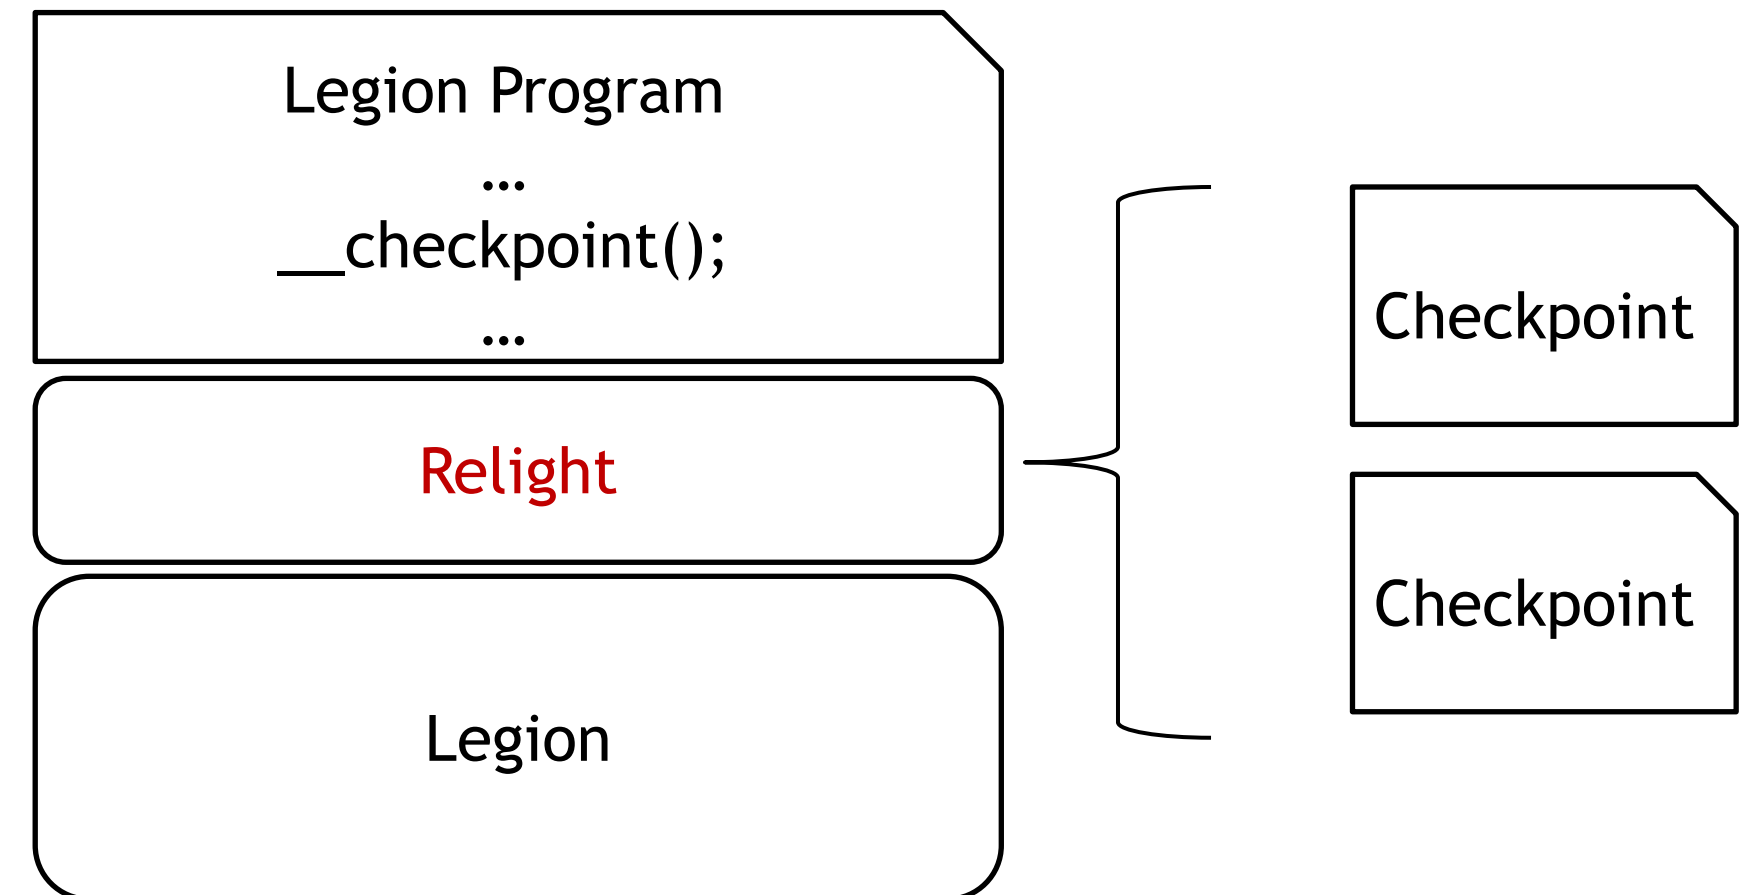 Legion Program
…
__checkpoint();
…
Relight
Legion
Checkpoint
Checkpoint